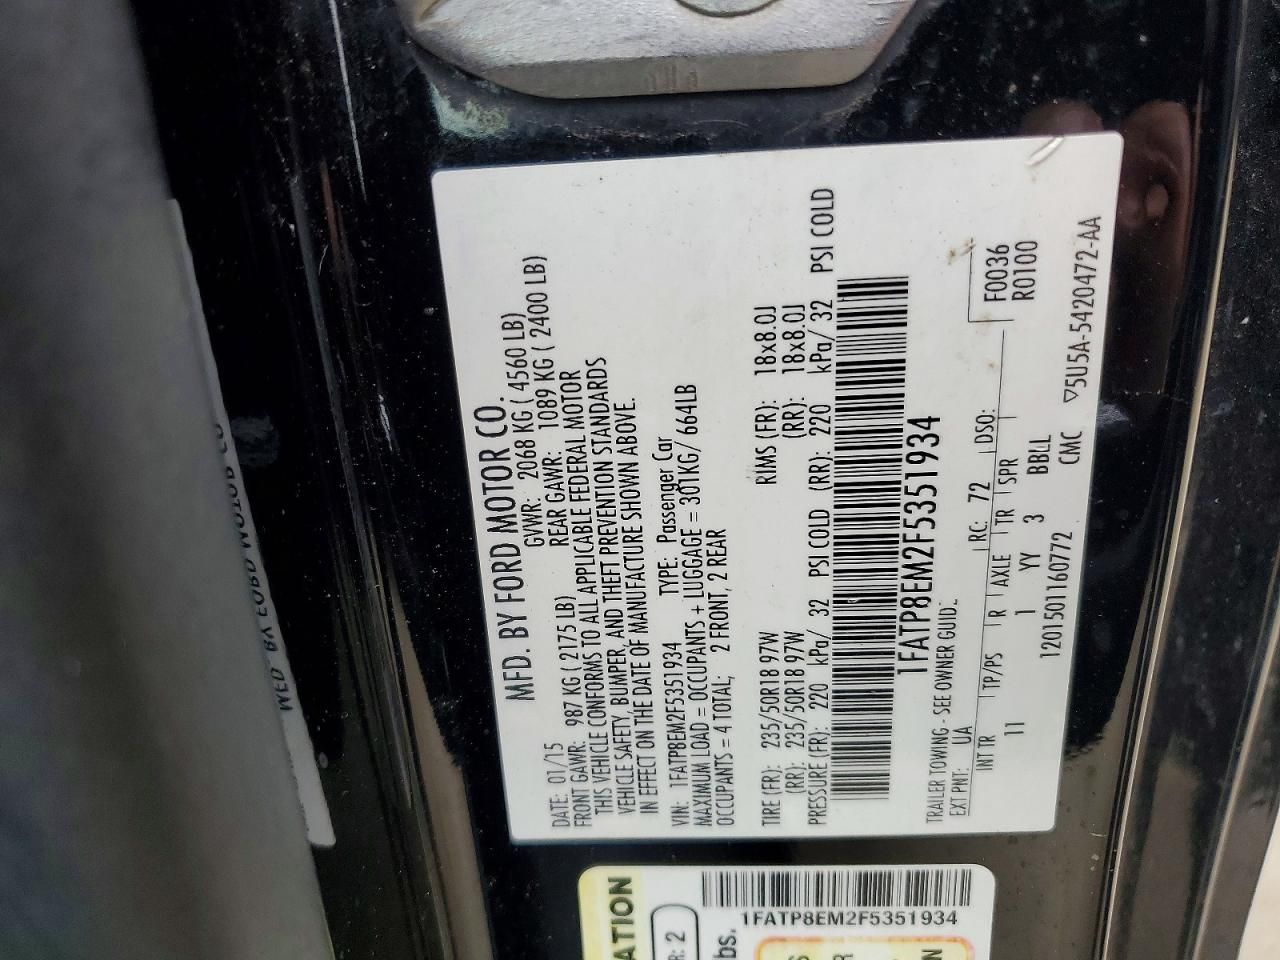 MFD. BY FORD MOTOR CO.
DATE: 01/15 GVWR: 2068 KG ( 4560 LB)
FRONT GAWR: 987 KG ( 2175 LB) REAR GAWR: 1089 KG ( 2400 LB)
THIS VEHICLE CONFORMS TO ALL APPLICABLE FEDERAL MOTOR
VEHICLE SAFETY, BUMPER, AND THEFT PREVENTION STANDARDS
IN EFFECT ON THE DATE OF MANUFACTURE SHOWN ABOVE.
VIN: 1FATP8EM2F5351934 TYPE: Passenger Car
MAXIMUM LOAD = OCCUPANTS + LUGGAGE = 301KG/ 664LB
OCCUPANTS = 4 TOTAL; 2 FRONT, 2 REAR
TIRE (FR): 235/50R18 97W RIMS (FR): 18x8.0J
(RR): 235/50R18 97W (RR): 18x8.0J
PRESSURE (FR): 220 kPa/ 32 PSI COLD (RR): 220 kPa/ 32 PSI COLD
1FATP8EM2F5351934
TRAILER TOWING - SEE OWNER GUIDE.
EXT PNT: UA RC: 72 DSO: F0036
R0100
INT TR TP/PS R AXLE TR SPR
11 1 YY 3 BBLL
1201501160772 CMC ▽5U5A-5420472-AA
ATION
R: 2
bs.
1FATP8EM2F5351934
S
R
N